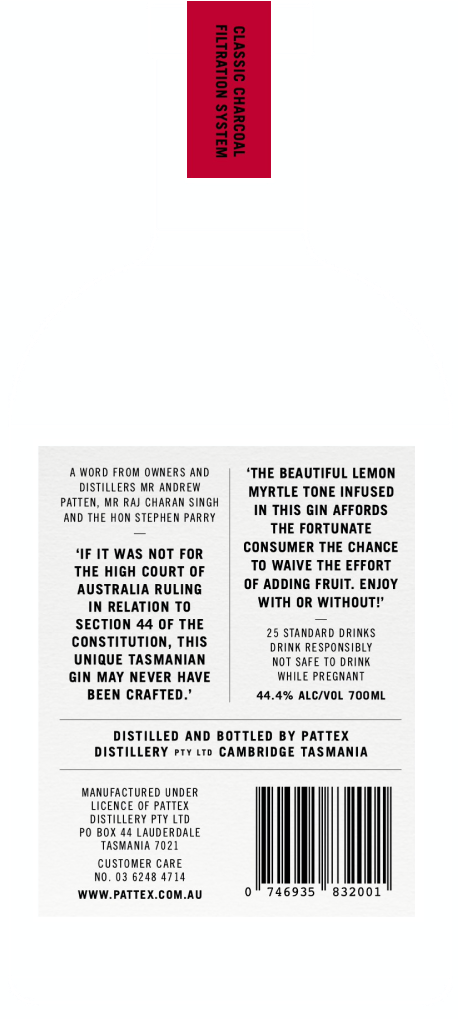 CLASSIC CHARCOAL
FILTRATION SYSTEM
A WORD FROM OWNERS AND
DISTILLERS MR ANDREW
PATTEN, MR RAJ CHARAN SINGH
AND THE HON STEPHEN PARRY
—
‘IF IT WAS NOT FOR
THE HIGH COURT OF
AUSTRALIA RULING
IN RELATION TO
SECTION 44 OF THE
CONSTITUTION, THIS
UNIQUE TASMANIAN
GIN MAY NEVER HAVE
BEEN CRAFTED.’
‘THE BEAUTIFUL LEMON
MYRTLE TONE INFUSED
IN THIS GIN AFFORDS
THE FORTUNATE
CONSUMER THE CHANCE
TO WAIVE THE EFFORT
OF ADDING FRUIT. ENJOY
WITH OR WITHOUT!’
—
25 STANDARD DRINKS
DRINK RESPONSIBLY
NOT SAFE TO DRINK
WHILE PREGNANT
44.4% ALC/VOL 700ML
DISTILLED AND BOTTLED BY PATTEX
DISTILLERY PTY LTD CAMBRIDGE TASMANIA
MANUFACTURED UNDER
LICENCE OF PATTEX
DISTILLERY PTY LTD
PO BOX 44 LAUDERDALE
TASMANIA 7021
CUSTOMER CARE
NO. 03 6248 4714
WWW.PATTEX.COM.AU
0 746935 832001